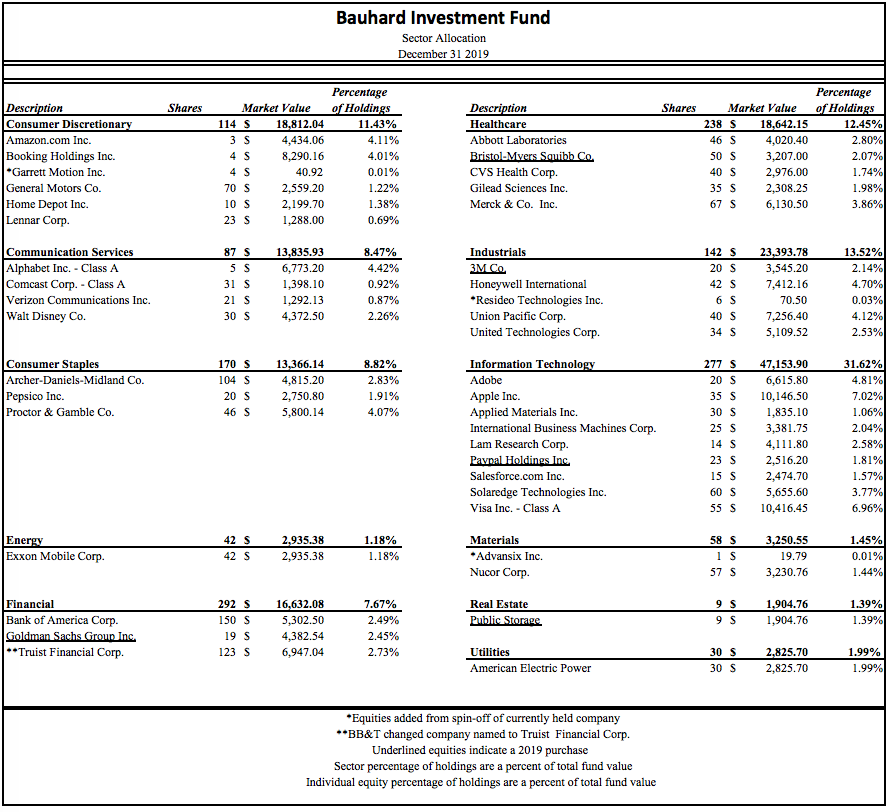 Bauhard Investment Fund
Sector Allocation
December 31 2019
Description Shares Market Value Percentage of Holdings
Consumer Discretionary 114 $ 18,812.04 11.43%
Amazon.com Inc. 3 $ 4,434.06 4.11%
Booking Holdings Inc. 4 $ 8,290.16 4.01%
*Garrett Motion Inc. 4 $ 40.92 0.01%
General Motors Co. 70 $ 2,559.20 1.22%
Home Depot Inc. 10 $ 2,199.70 1.38%
Lennar Corp. 23 $ 1,288.00 0.69%
Communication Services 87 $ 13,835.93 8.47%
Alphabet Inc. - Class A 5 $ 6,773.20 4.42%
Comcast Corp. - Class A 31 $ 1,398.10 0.92%
Verizon Communications Inc. 21 $ 1,292.13 0.87%
Walt Disney Co. 30 $ 4,372.50 2.26%
Consumer Staples 170 $ 13,366.14 8.82%
Archer-Daniels-Midland Co. 104 $ 4,815.20 2.83%
Pepsico Inc. 20 $ 2,750.80 1.91%
Proctor & Gamble Co. 46 $ 5,800.14 4.07%
Energy 42 $ 2,935.38 1.18%
Exxon Mobile Corp. 42 $ 2,935.38 1.18%
Financial 292 $ 16,632.08 7.67%
Bank of America Corp. 150 $ 5,302.50 2.49%
Goldman Sachs Group Inc. 19 $ 4,382.54 2.45%
**Truist Financial Corp. 123 $ 6,947.04 2.73%
Description Shares Market Value Percentage of Holdings
Healthcare 238 $ 18,642.15 12.45%
Abbott Laboratories 46 $ 4,020.40 2.80%
Bristol-Myers Squibb Co. 50 $ 3,207.00 2.07%
CVS Health Corp. 40 $ 2,976.00 1.74%
Gilead Sciences Inc. 35 $ 2,308.25 1.98%
Merck & Co. Inc. 67 $ 6,130.50 3.86%
Industrials 142 $ 23,393.78 13.52%
3M Co. 20 $ 3,545.20 2.14%
Honeywell International 42 $ 7,412.16 4.70%
*Resideo Technologies Inc. 6 $ 70.50 0.03%
Union Pacific Corp. 40 $ 7,256.40 4.12%
United Technologies Corp. 34 $ 5,109.52 2.53%
Information Technology 277 $ 47,153.90 31.62%
Adobe 20 $ 6,615.80 4.81%
Apple Inc. 35 $ 10,146.50 7.02%
Applied Materials Inc. 30 $ 1,835.10 1.06%
International Business Machines Corp. 25 $ 3,381.75 2.04%
Lam Research Corp. 14 $ 4,111.80 2.58%
Paypal Holdings Inc. 23 $ 2,516.20 1.81%
Salesforce.com Inc. 15 $ 2,474.70 1.57%
Solaredge Technologies Inc. 60 $ 5,655.60 3.77%
Visa Inc. - Class A 55 $ 10,416.45 6.96%
Materials 58 $ 3,250.55 1.45%
*Advansix Inc. 1 $ 19.79 0.01%
Nucor Corp. 57 $ 3,230.76 1.44%
Real Estate 9 $ 1,904.76 1.39%
Public Storage 9 $ 1,904.76 1.39%
Utilities 30 $ 2,825.70 1.99%
American Electric Power 30 $ 2,825.70 1.99%
*Equities added from spin-off of currently held company
**BB&T changed company named to Truist Financial Corp.
Underlined equities indicate a 2019 purchase
Sector percentage of holdings are a percent of total fund value
Individual equity percentage of holdings are a percent of total fund value